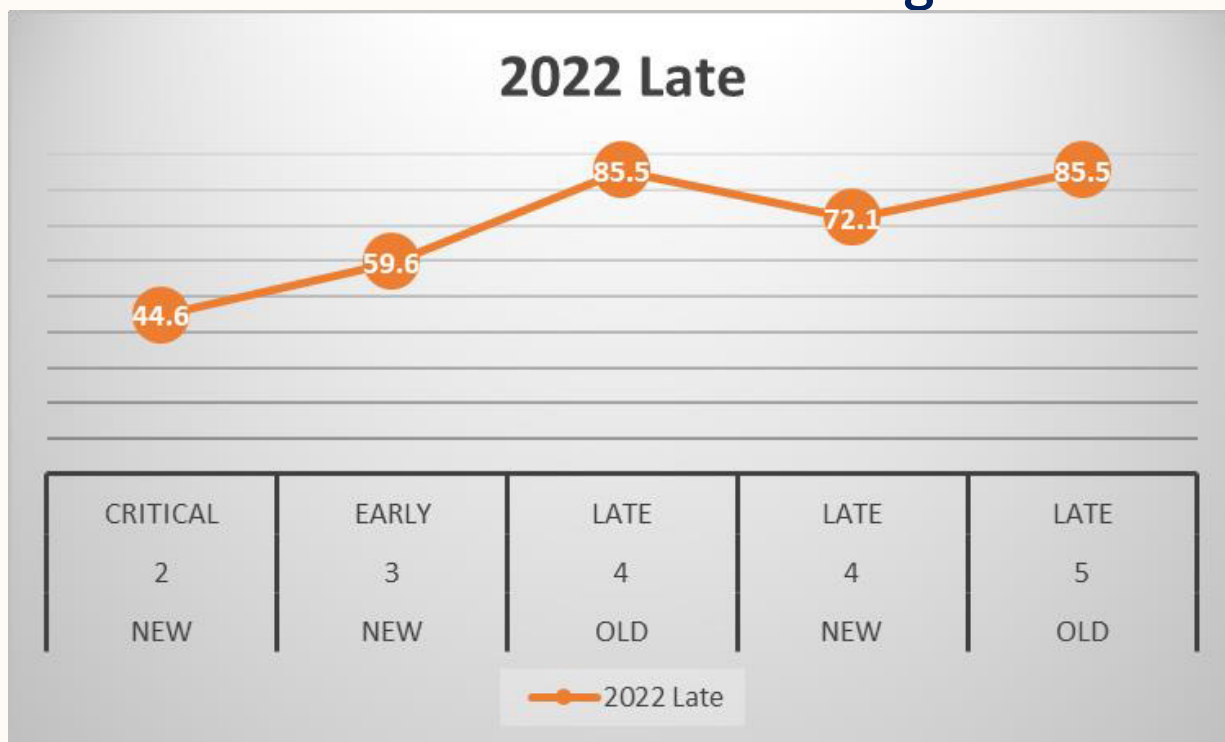 2022 Late
85.5
85.5
72.1
59.6
44.6
CRITICAL EARLY LATE LATE LATE
2 3 4 4 5
NEW NEW OLD NEW OLD
2022 Late